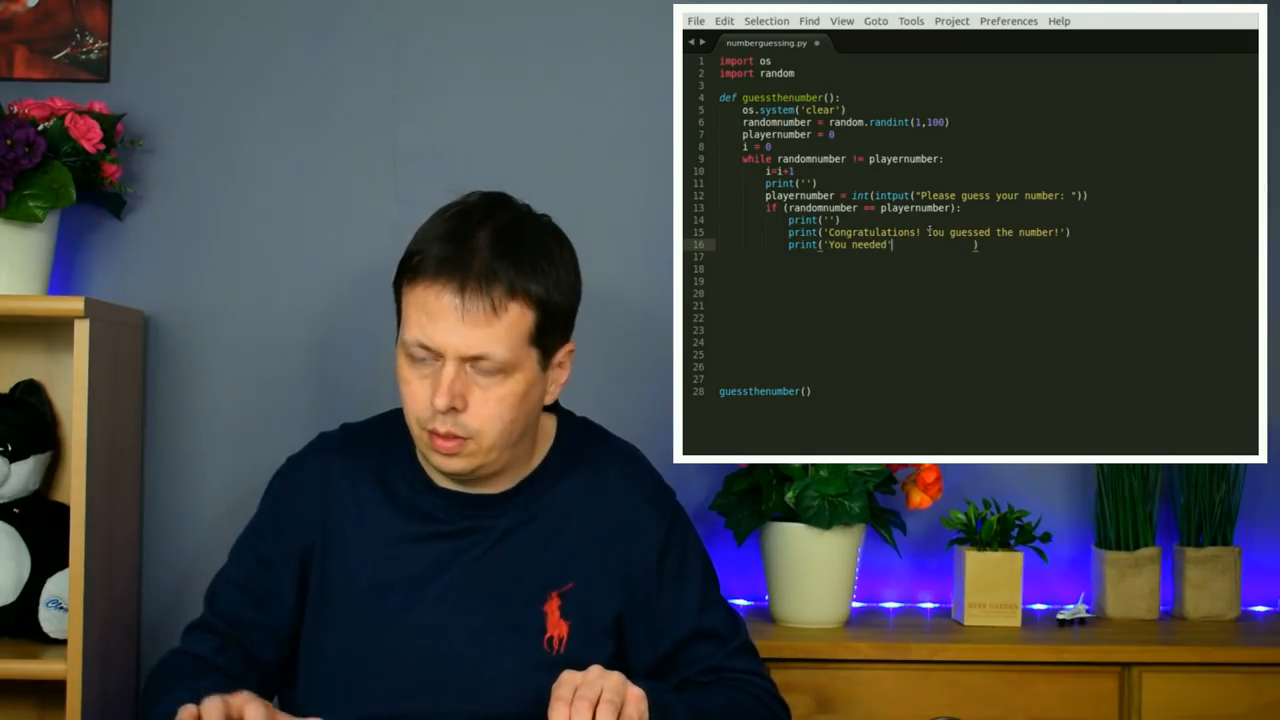 File Edit Selection Find View Goto Tools Project Preferences Help
numberguessing.py
1 import os
2 import random
3
4 def guessthenumber():
5 os.system('clear')
6 randomnumber = random.randint(1,100)
7 playernumber = 0
8 i = 0
9 while randomnumber != playernumber:
10 i=i+1
11 print('')
12 playernumber = int(intput("Please guess your number: "))
13 if (randomnumber == playernumber):
14 print('')
15 print('Congratulations! You guessed the number!')
16 print('You needed' )
17
18
19
20
21
22
23
24
25
26
27
28 guessthenumber()
HERB GARDEN